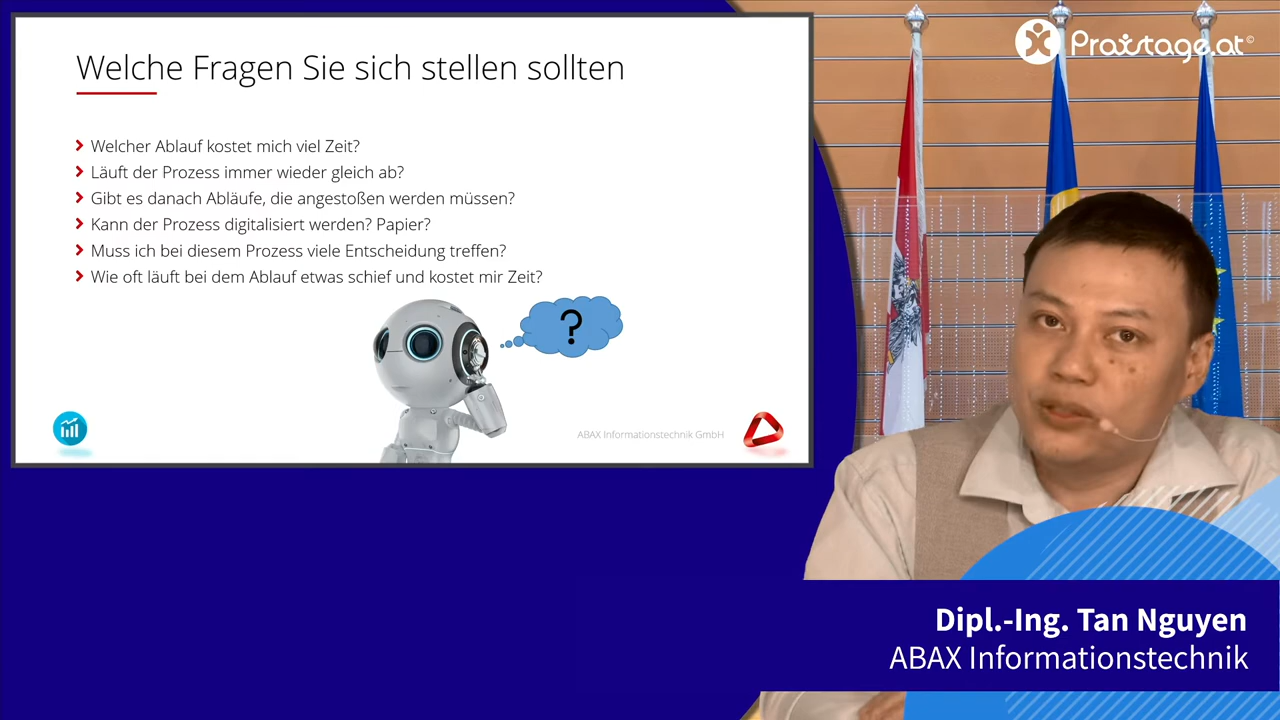 Welche Fragen Sie sich stellen sollten
Welcher Ablauf kostet mich viel Zeit?
Läuft der Prozess immer wieder gleich ab?
Gibt es danach Abläufe, die angestoßen werden müssen?
Kann der Prozess digitalisiert werden? Papier?
Muss ich bei diesem Prozess viele Entscheidung treffen?
Wie oft läuft bei dem Ablauf etwas schief und kostet mir Zeit?
?
ABAX Informationstechnik GmbH
Praxistage.at©
Dipl.-Ing. Tan Nguyen
ABAX Informationstechnik